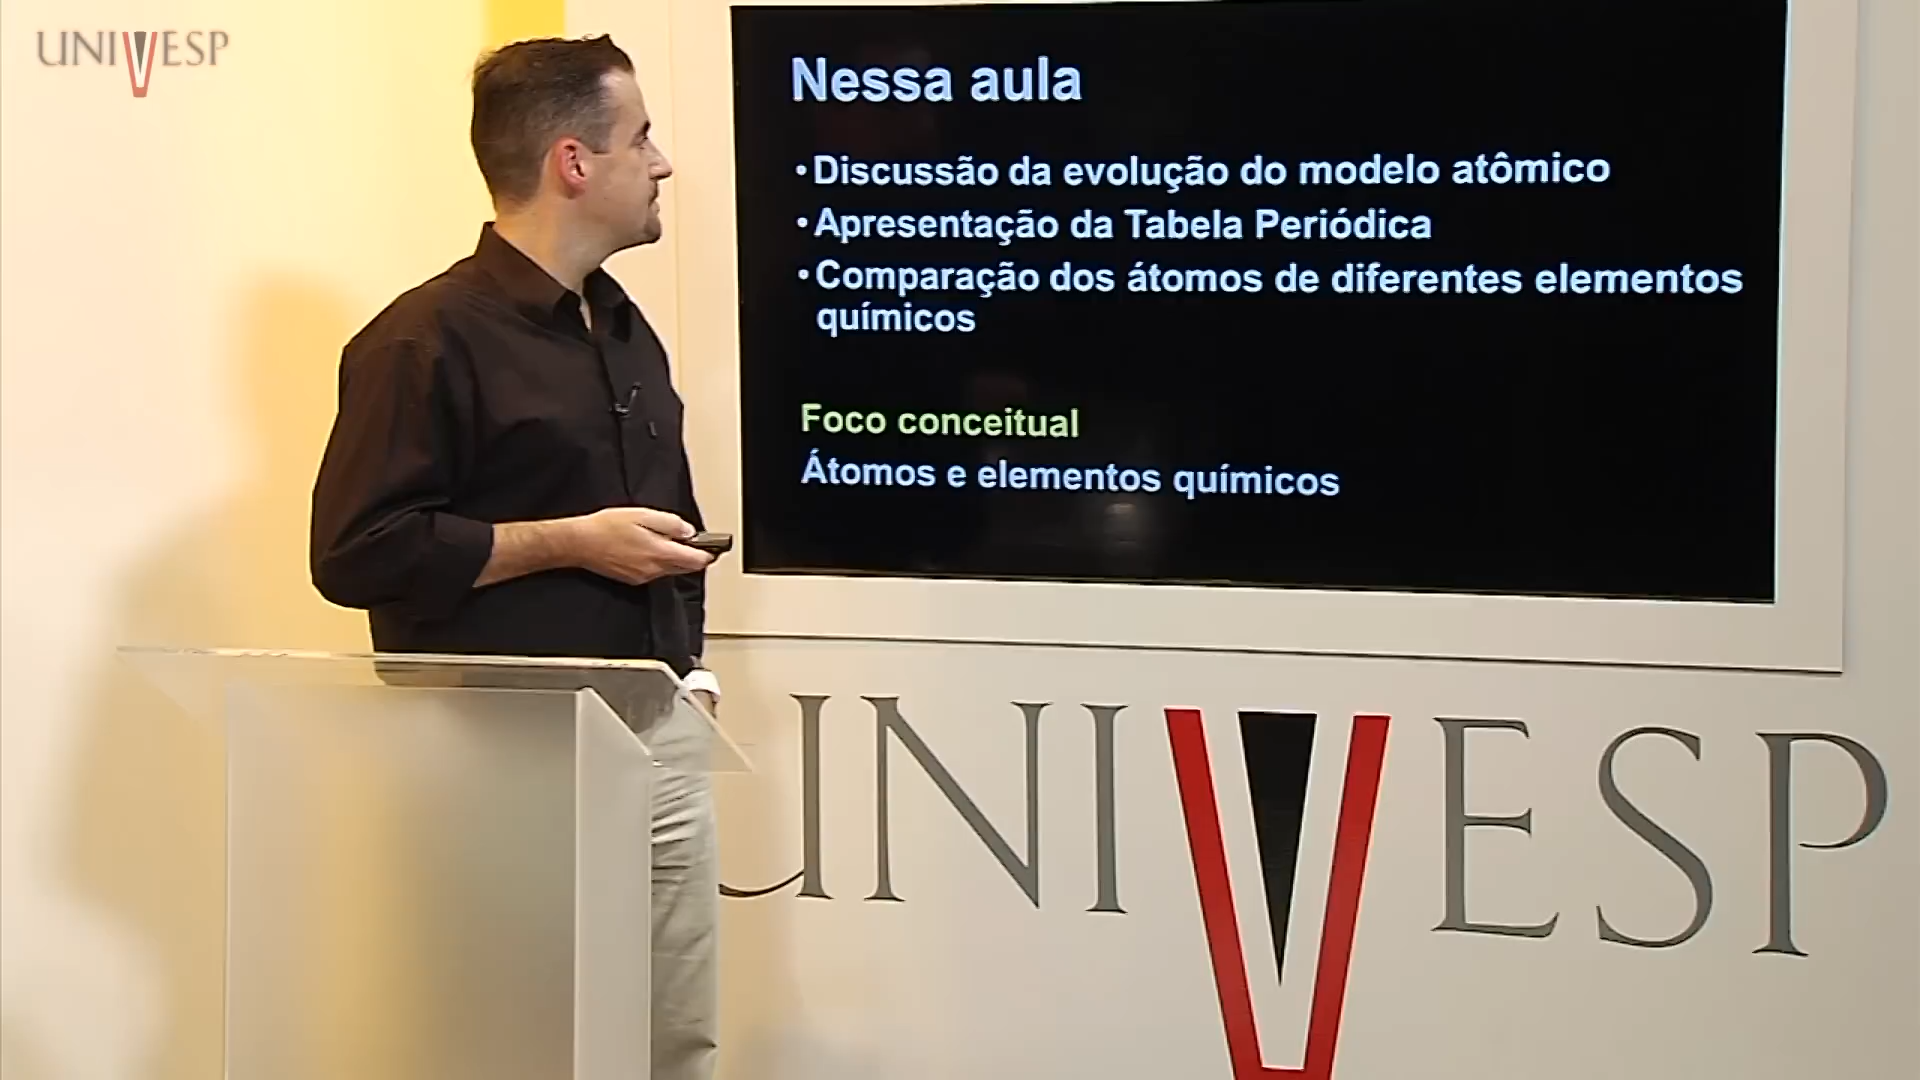 UNIVESP
Nessa aula
• Discussão da evolução do modelo atômico
• Apresentação da Tabela Periódica
• Comparação dos átomos de diferentes elementos
químicos
Foco conceitual
Átomos e elementos químicos
UNIVESP